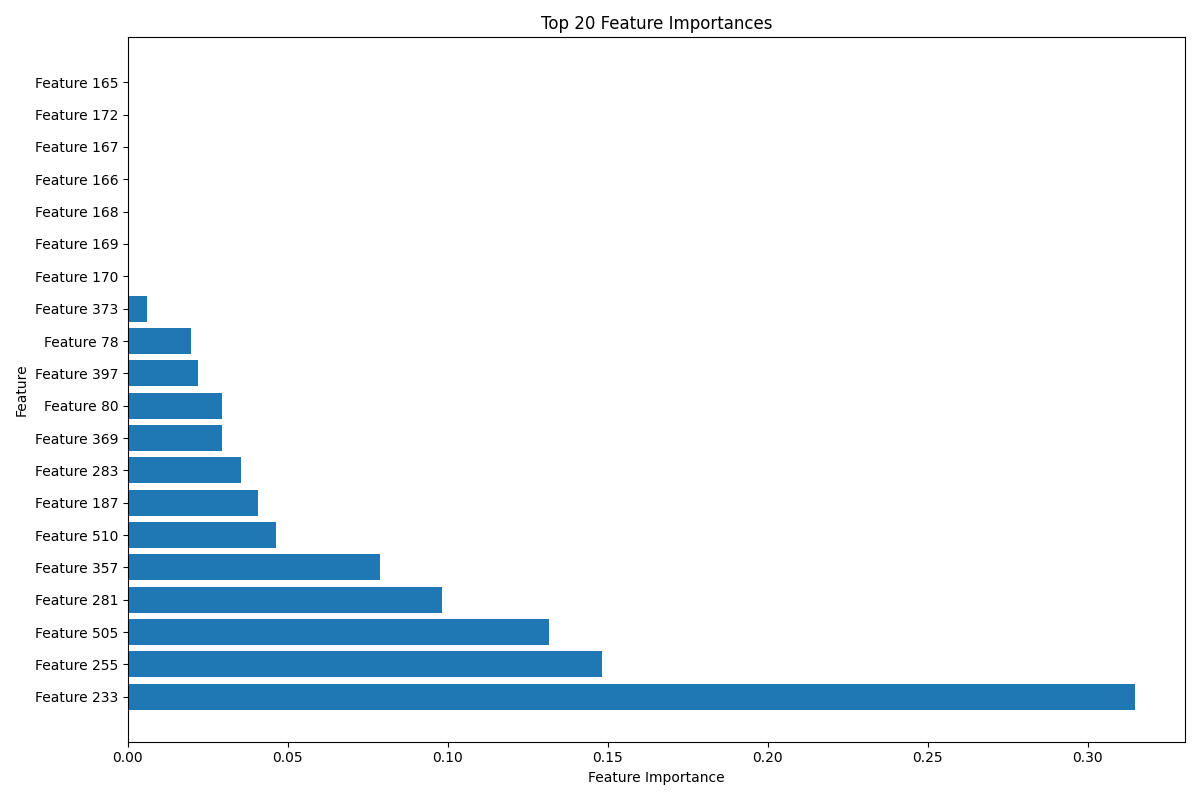 Top 20 Feature Importances
Feature
Feature 165
Feature 172
Feature 167
Feature 166
Feature 168
Feature 169
Feature 170
Feature 373
Feature 78
Feature 397
Feature 80
Feature 369
Feature 283
Feature 187
Feature 510
Feature 357
Feature 281
Feature 505
Feature 255
Feature 233
0.00 0.05 0.10 0.15 0.20 0.25 0.30
Feature Importance